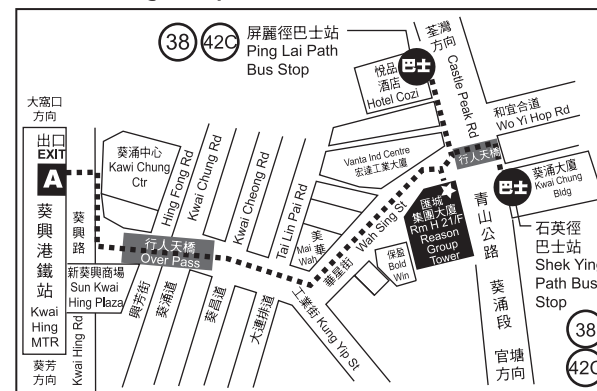 38
42C
屏麗徑巴士站
Ping Lai Path
Bus Stop
荃灣
方向
巴士
悅品
酒店
Hotel Cozi
Castle Peak Rd
和宜合道
Wo Yi Hop Rd
大窩口
方向
出口
EXIT
A
葵興港鐵站
Kwai
Hing
MTR
葵芳
方向
葵興路
Kwai Hing Rd
葵涌中心
Kawi Chung
Ctr
新葵興商場
Sun Kwai
Hing Plaza
行人天橋
Over Pass
Hing Fong Rd
Kwai Chung Rd
Kwai Cheong Rd
Tai Lin Pai Rd
興芳街
葵涌道
葵昌道
大連排道
美華
Mai
Wah
Vanta Ind Centre
宏達工業大廈
華星街 Wah Sing St
工業街 Kung Yip St
保盈
Bold
Win
匯城
集團大廈
Rm H 21/F
Reason
Group
Tower
行人天橋
巴士
葵涌大廈
Kwai Chung
Bldg
青山公路 葵涌段
官塘
方向
石英徑
巴士站
Shek Ying
Path Bus
Stop
38
42C